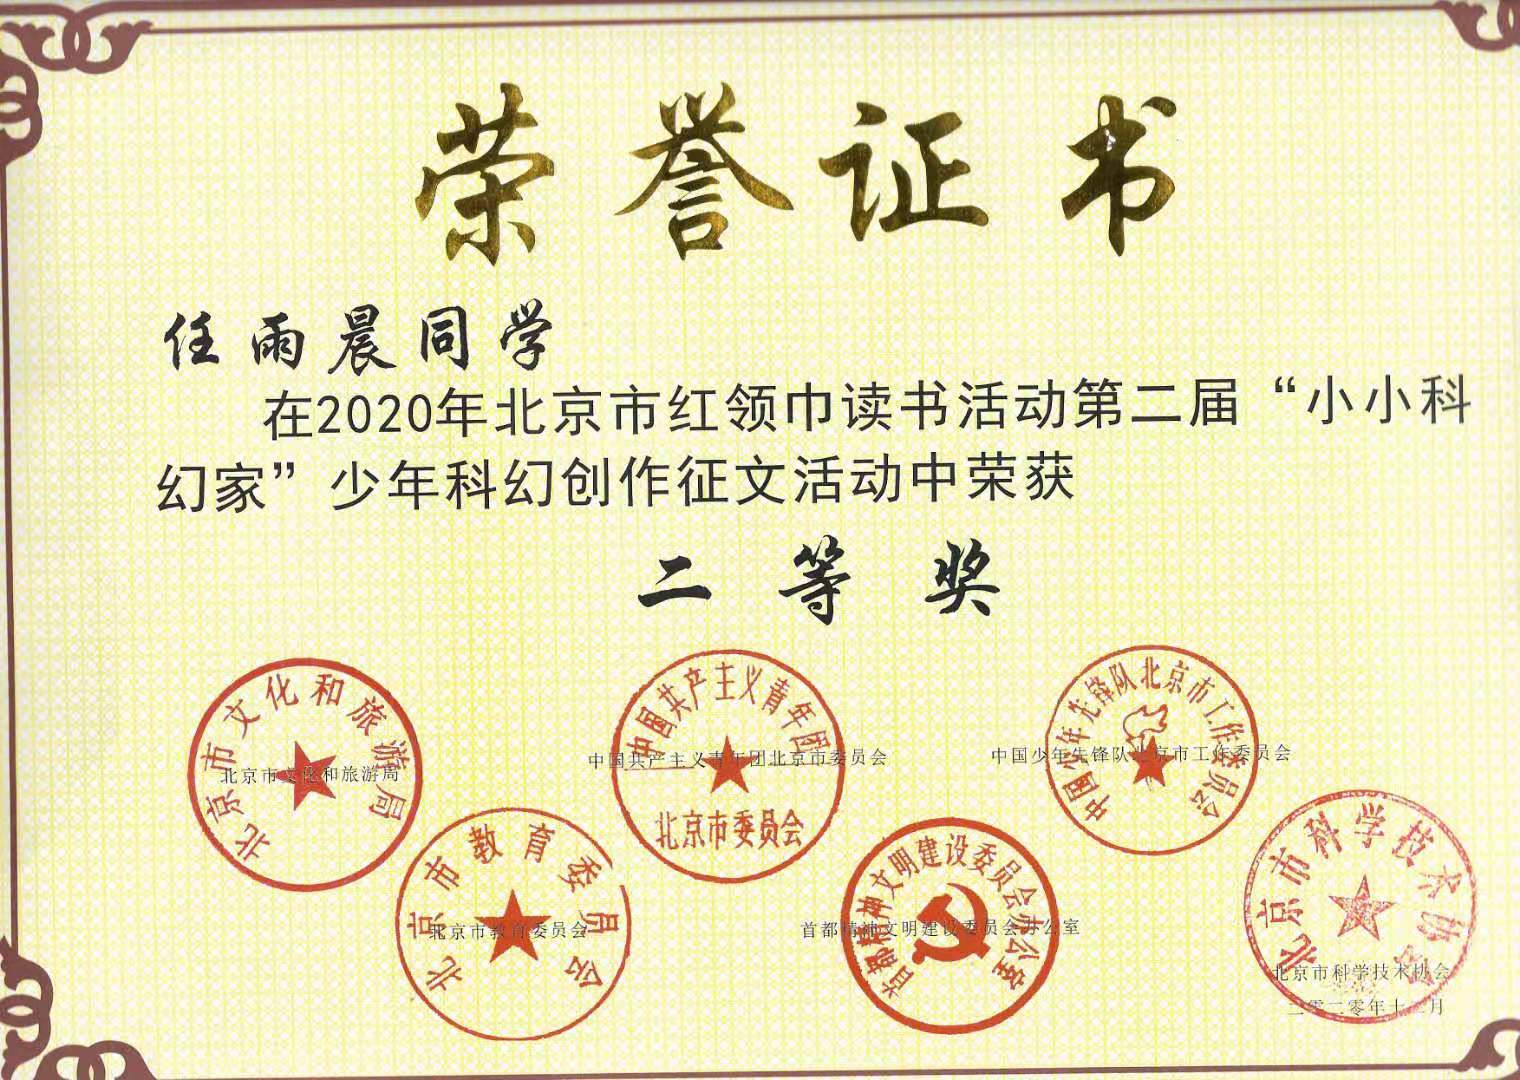 荣誉证书
任雨晨同学
在2020年北京市红领巾读书活动第二届“小小科
幻家”少年科幻创作征文活动中荣获
二等奖
北京市文化和旅游局
北京市文化和旅游局
中国共产主义青年团
北京市委员会
中国共产主义青年团北京市委员会
中国少年先锋队北京市工作委员会
中国少年先锋队北京市工作委员会
北京市教育委员会
北京市教育委员会
首都精神文明建设委员会办公室
首都精神文明建设委员会办公室
北京市科学技术协会
北京市科学技术协会
二零二零年十二月